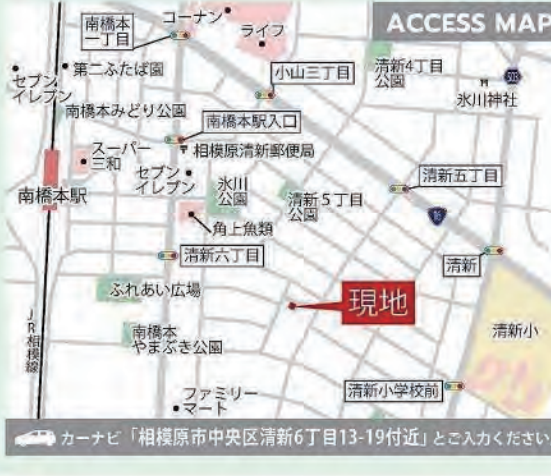 ACCESS MAP
南橋本
一丁目
コーナン
ライフ
セブン
イレブン
第二ふたば園
小山三丁目
清新4丁目
公園
503
氷川神社
南橋本みどり公園
南橋本駅入口
スーパー
三和
〒相模原清新郵便局
南橋本駅
セブン
イレブン
氷川
公園
清新5丁目
公園
清新五丁目
16
角上魚類
清新六丁目
清新
ふれあい広場
現地
JR相模線
南橋本
やまぶき公園
清新小
ファミリー
マート
清新小学校前
カーナビ「相模原市中央区清新6丁目13-19付近」とご入力ください